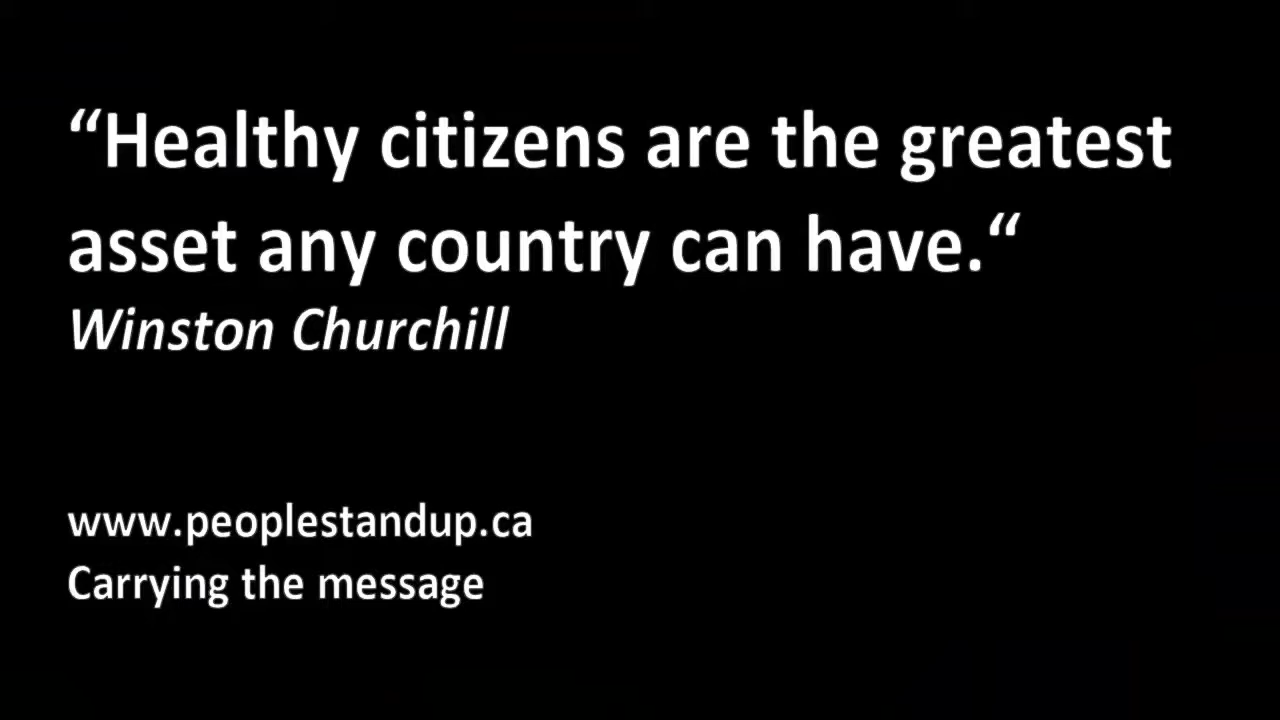 “Healthy citizens are the greatest
asset any country can have.“
Winston Churchill
www.peoplestandup.ca
Carrying the message